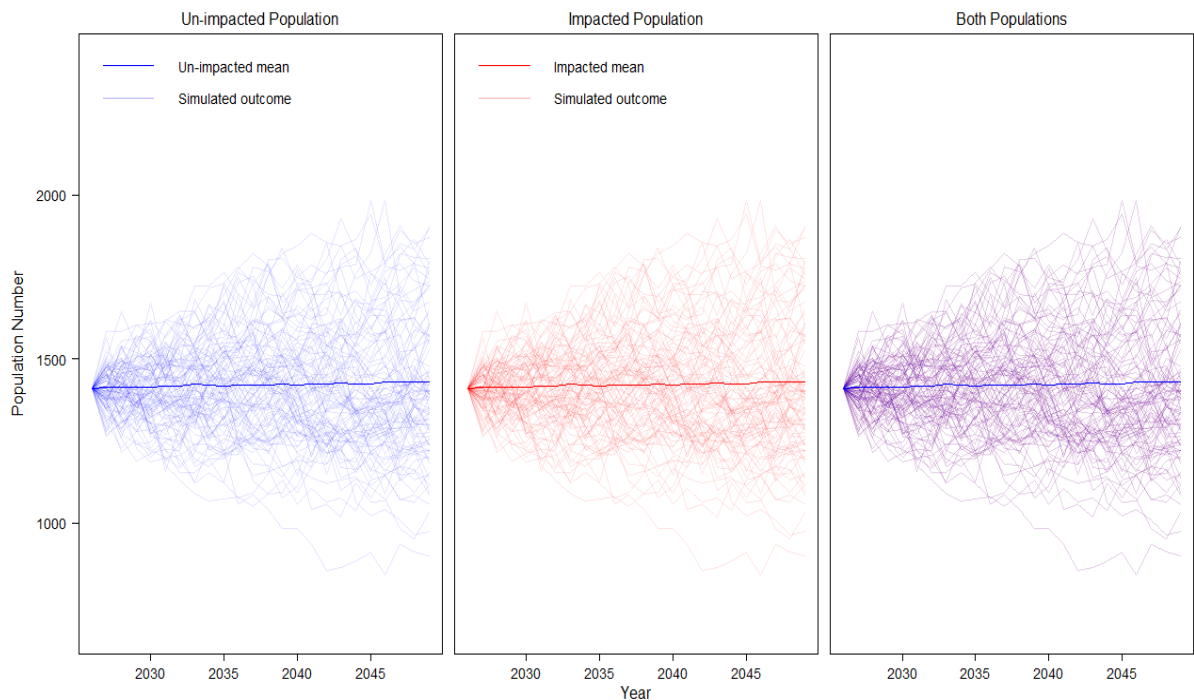 Un-impacted Population
Impacted Population
Both Populations
Un-impacted mean
Simulated outcome
Impacted mean
Simulated outcome
Population Number
2000
1500
1000
2030 2035 2040 2045
2030 2035 2040 2045
2030 2035 2040 2045
Year